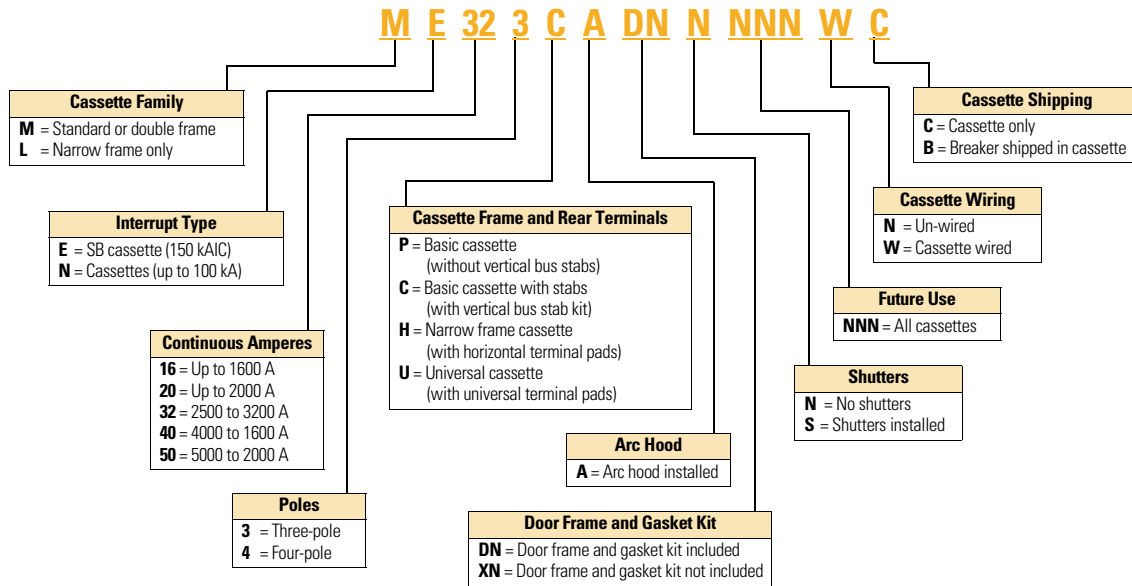 M E 32 3 C A DN N NNN W C
Cassette Family
M = Standard or double frame
L = Narrow frame only
Cassette Shipping
C = Cassette only
B = Breaker shipped in cassette
Interrupt Type
E = SB cassette (150 kAIC)
N = Cassettes (up to 100 kA)
Cassette Frame and Rear Terminals
P = Basic cassette
(without vertical bus stabs)
C = Basic cassette with stabs
(with vertical bus stab kit)
H = Narrow frame cassette
(with horizontal terminal pads)
U = Universal cassette
(with universal terminal pads)
Cassette Wiring
N = Un-wired
W = Cassette wired
Future Use
NNN = All cassettes
Continuous Amperes
16 = Up to 1600 A
20 = Up to 2000 A
32 = 2500 to 3200 A
40 = 4000 to 1600 A
50 = 5000 to 2000 A
Shutters
N = No shutters
S = Shutters installed
Arc Hood
A = Arc hood installed
Poles
3 = Three-pole
4 = Four-pole
Door Frame and Gasket Kit
DN = Door frame and gasket kit included
XN = Door frame and gasket kit not included